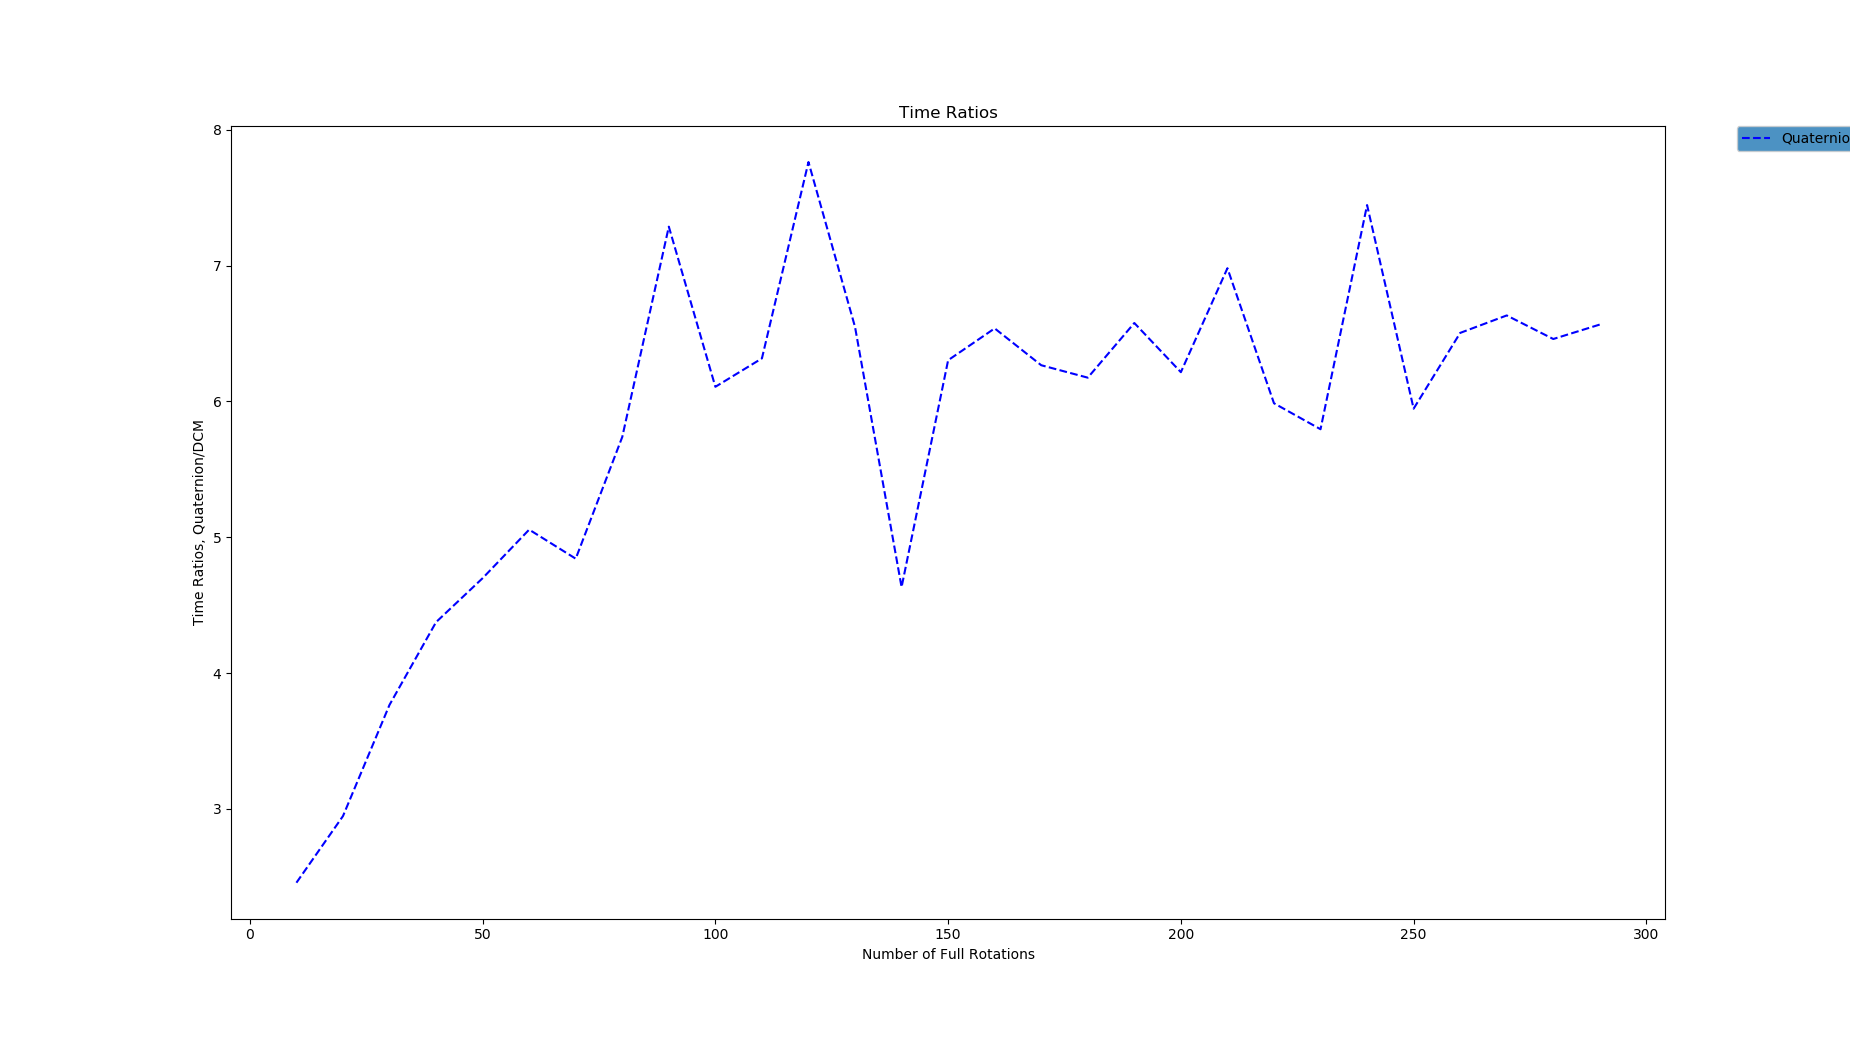 Time Ratios
Quaternio
Time Ratios, Quaternion/DCM
8
7
6
5
4
3
0 50 100 150 200 250 300
Number of Full Rotations